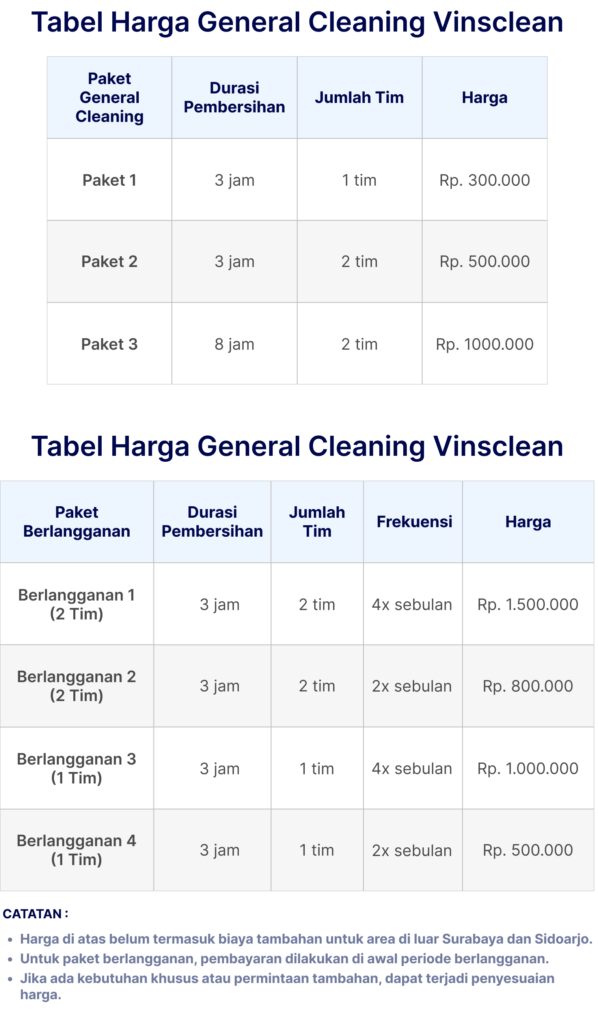 Tabel Harga General Cleaning Vinsclean
Paket
General
Cleaning
Durasi
Pembersihan
Jumlah Tim
Harga
Paket 1
3 jam
1 tim
Rp. 300.000
Paket 2
3 jam
2 tim
Rp. 500.000
Paket 3
8 jam
2 tim
Rp. 1000.000
Tabel Harga General Cleaning Vinsclean
Paket
Berlangganan
Durasi
Pembersihan
Jumlah
Tim
Frekuensi
Harga
Berlangganan 1
(2 Tim)
3 jam
2 tim
4x sebulan
Rp. 1.500.000
Berlangganan 2
(2 Tim)
3 jam
2 tim
2x sebulan
Rp. 800.000
Berlangganan 3
(1 Tim)
3 jam
1 tim
4x sebulan
Rp. 1.000.000
Berlangganan 4
(1 Tim)
3 jam
1 tim
2x sebulan
Rp. 500.000
CATATAN :
• Harga di atas belum termasuk biaya tambahan untuk area di luar Surabaya dan Sidoarjo.
• Untuk paket berlangganan, pembayaran dilakukan di awal periode berlangganan.
• Jika ada kebutuhan khusus atau permintaan tambahan, dapat terjadi penyesuaian
harga.